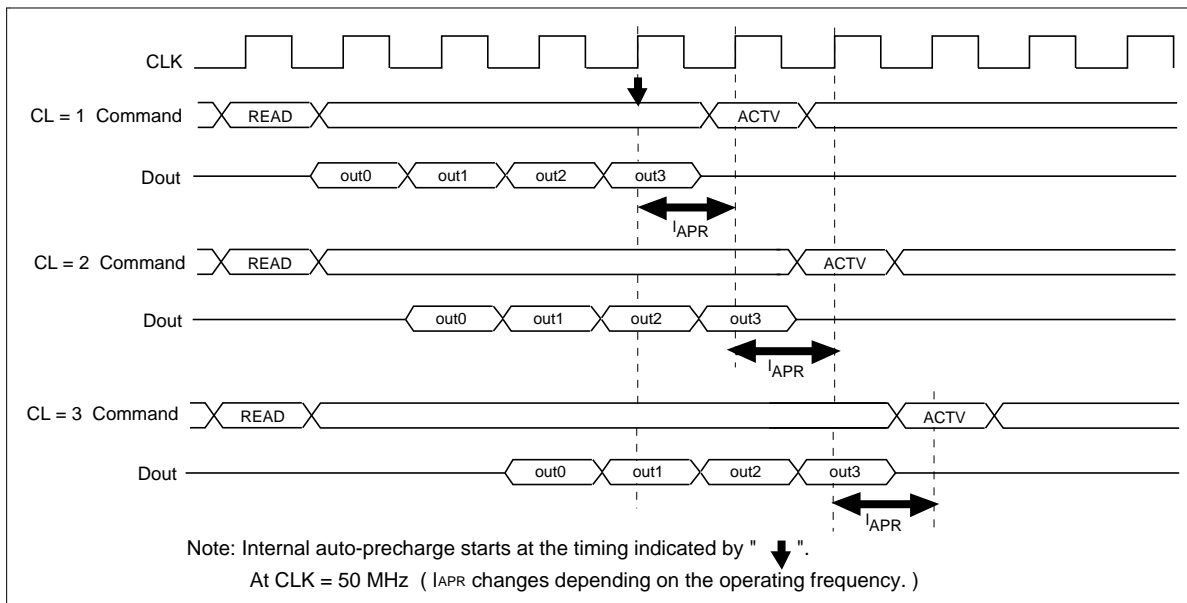 CLK
CL = 1 Command READ ACTV
Dout out0 out1 out2 out3
lAPR
CL = 2 Command READ ACTV
Dout out0 out1 out2 out3
lAPR
CL = 3 Command READ ACTV
Dout out0 out1 out2 out3
lAPR
Note: Internal auto-precharge starts at the timing indicated by " ".
At CLK = 50 MHz ( lAPR changes depending on the operating frequency. )